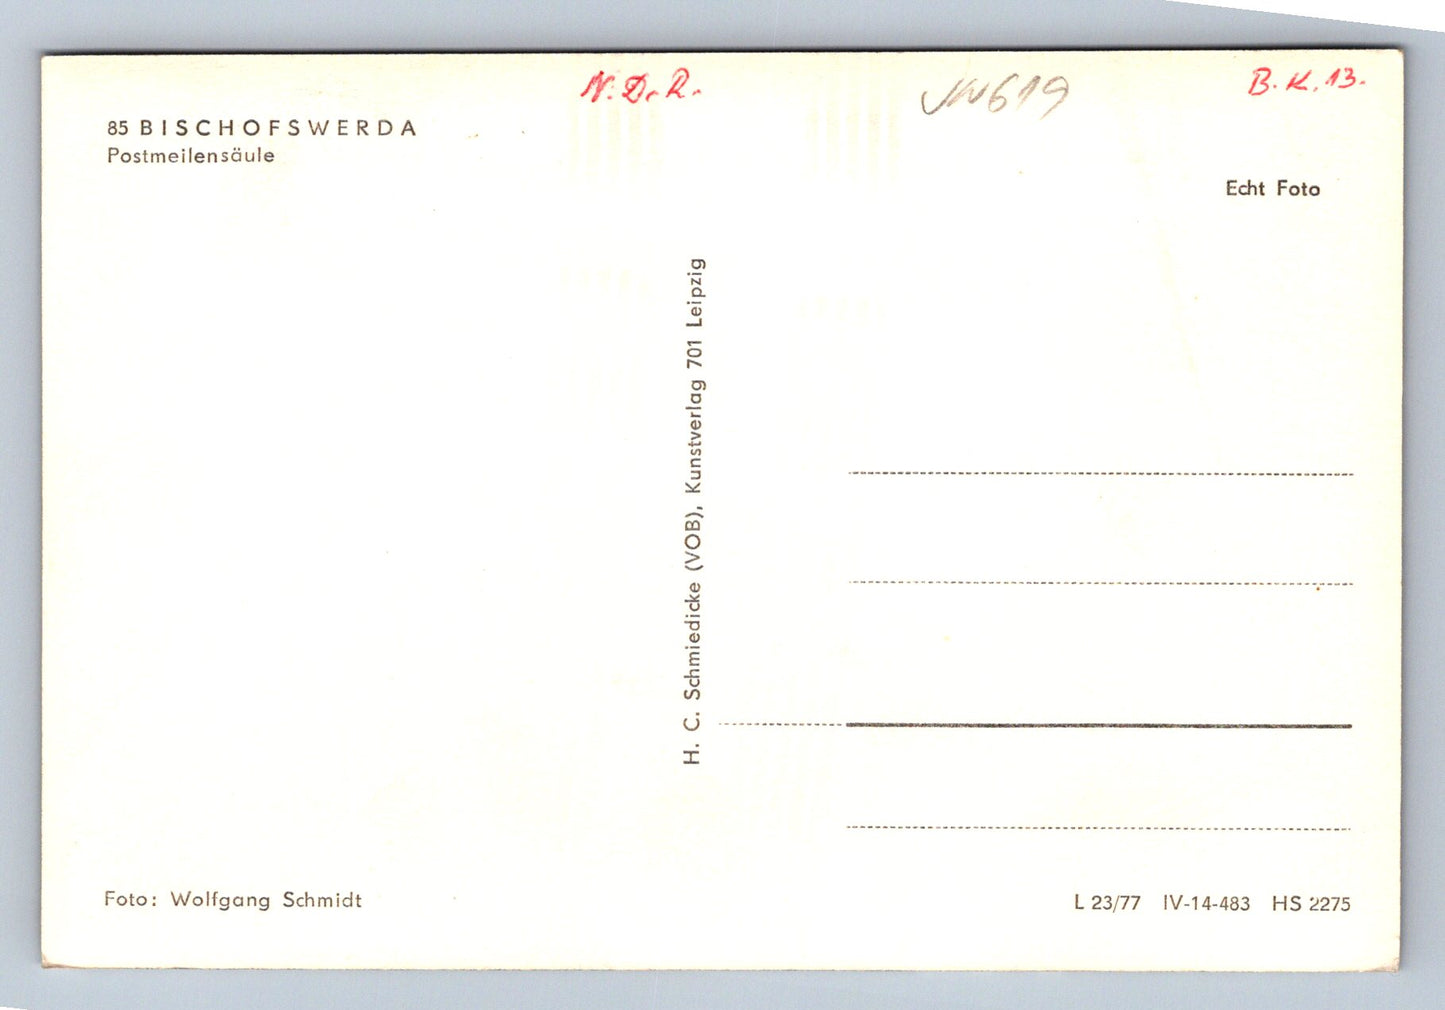 N. D. R.
B. K. 13.
85 BISCHOFSWERDA
Postmeilensäule
Echt Foto
H. C. Schmiedicke (VOB), Kunstverlag 701 Leipzig
Foto: Wolfgang Schmidt
L 23/77 IV-14-483 HS 2275